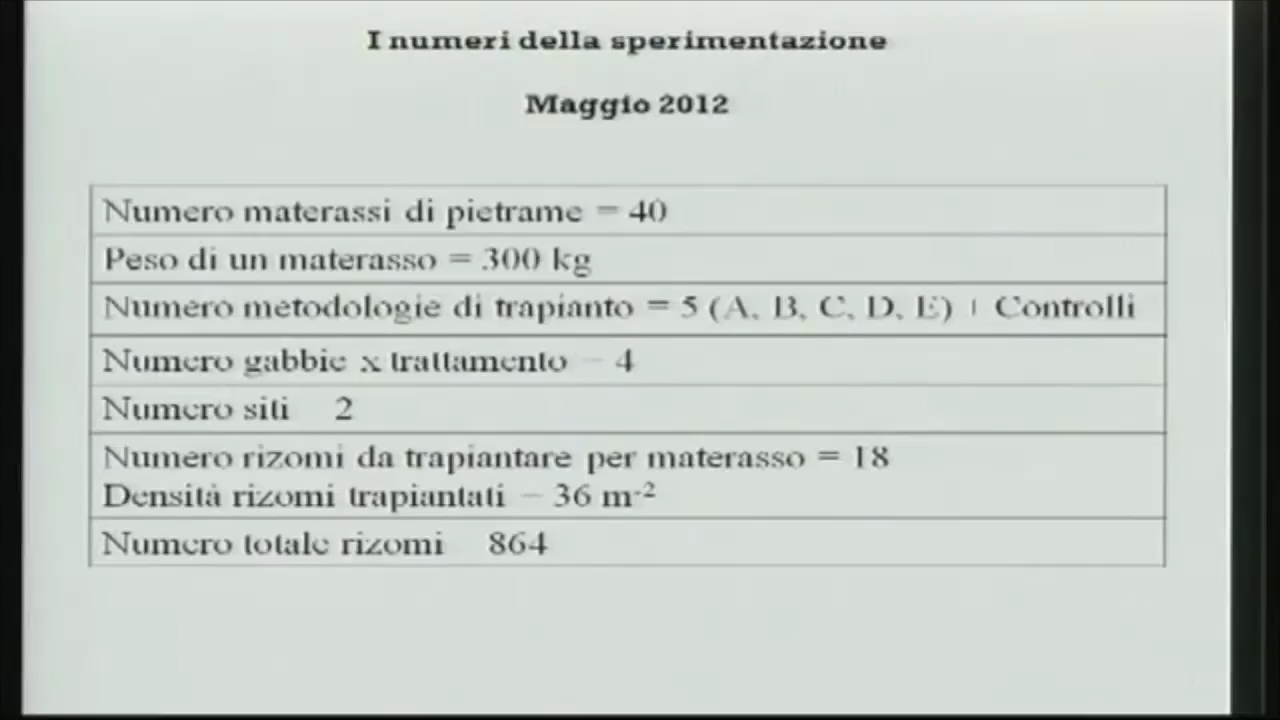 I numeri della sperimentazione
Maggio 2012
Numero materassi di pietrame = 40
Peso di un materasso = 300 kg
Numero metodologie di trapianto = 5 (A, B, C, D, E) + Controlli
Numero gabbie x trattamento = 4
Numero siti = 2
Numero rizomi da trapiantare per materasso = 18
Densità rizomi trapiantati = 36 m-2
Numero totale rizomi = 864